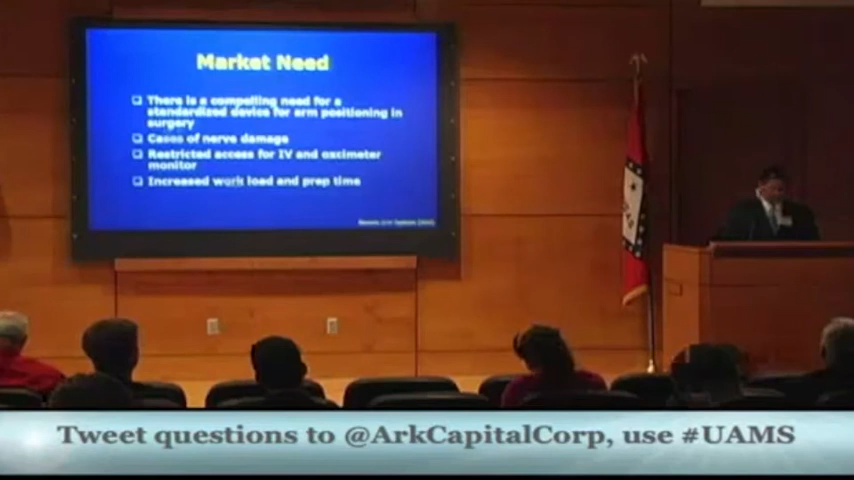 Market Need
There is a compelling need for a
standardized device for arm positioning in
surgery
Cases of nerve damage
Restricted access for IV and oximeter
monitor
Increased work load and prep time
Tweet questions to @ArkCapitalCorp, use #UAMS